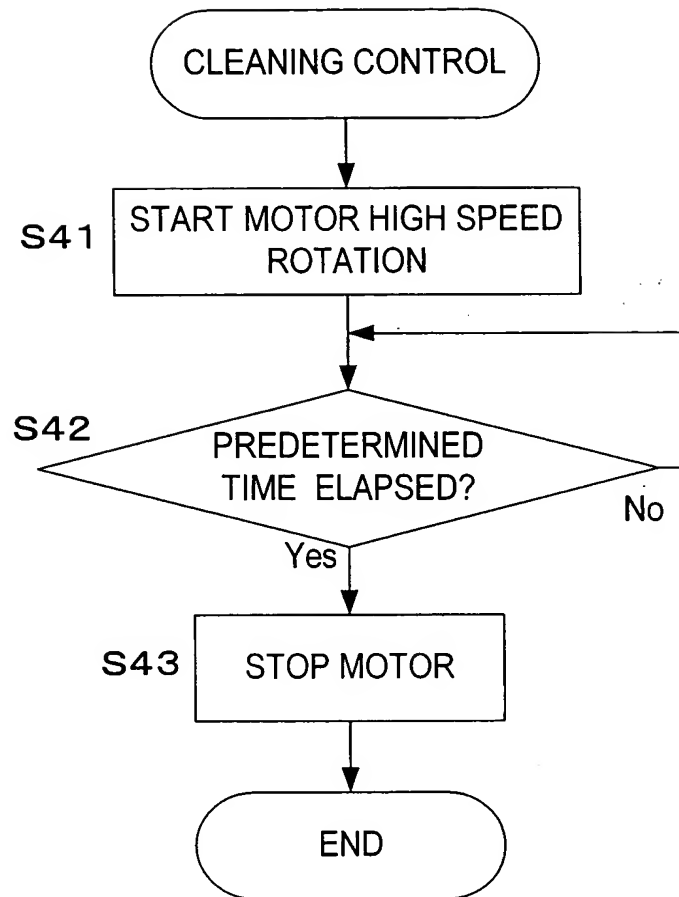 CLEANING CONTROL
S41
START MOTOR HIGH SPEED
ROTATION
S42
PREDETERMINED
TIME ELAPSED?
No
Yes
S43
STOP MOTOR
END